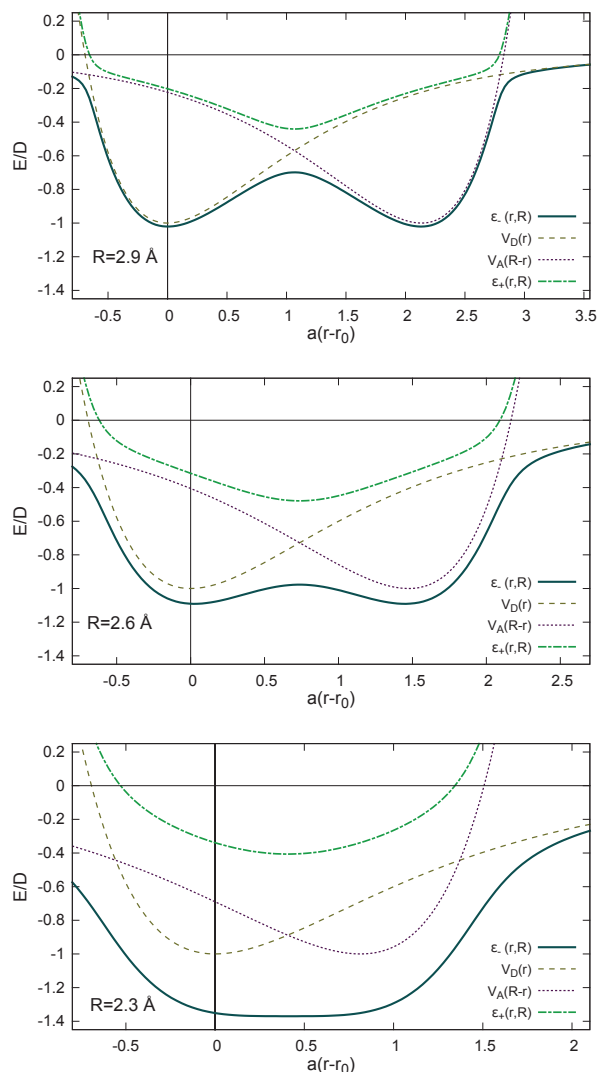 0.2
0
-0.2
-0.4
-0.6
-0.8
-1
-1.2
-1.4
E/D
R=2.9 Å
ε₋(r,R)
V_D(r)
V_A(R-r)
ε₊(r,R)
-0.5 0 0.5 1 1.5 2 2.5 3 3.5
a(r-r₀)
0.2
0
-0.2
-0.4
-0.6
-0.8
-1
-1.2
-1.4
E/D
R=2.6 Å
ε₋(r,R)
V_D(r)
V_A(R-r)
ε₊(r,R)
-0.5 0 0.5 1 1.5 2 2.5
a(r-r₀)
0.2
0
-0.2
-0.4
-0.6
-0.8
-1
-1.2
-1.4
E/D
R=2.3 Å
ε₋(r,R)
V_D(r)
V_A(R-r)
ε₊(r,R)
-0.5 0 0.5 1 1.5 2
a(r-r₀)